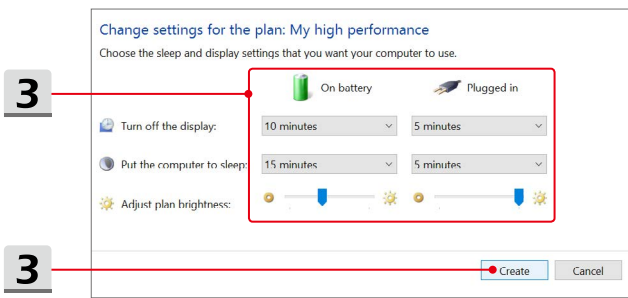 Change settings for the plan: My high performance
Choose the sleep and display settings that you want your computer to use.
3
On battery Plugged in
Turn off the display: 10 minutes 5 minutes
Put the computer to sleep: 15 minutes 5 minutes
Adjust plan brightness:
3
Create Cancel